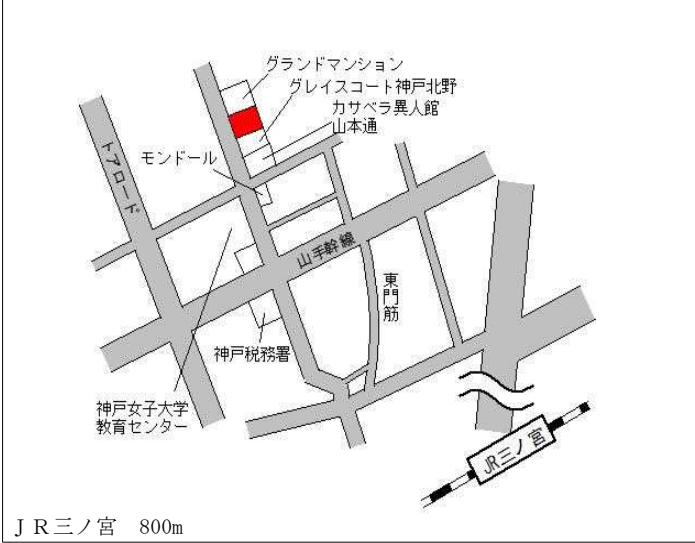 グランドマンション
グレイスコート神戸北野
カサベラ異人館
山本通
モンドール
トアロード
山手幹線
東門筋
神戸税務署
神戸女子大学
教育センター
JR三ノ宮
ＪＲ三ノ宮　800m